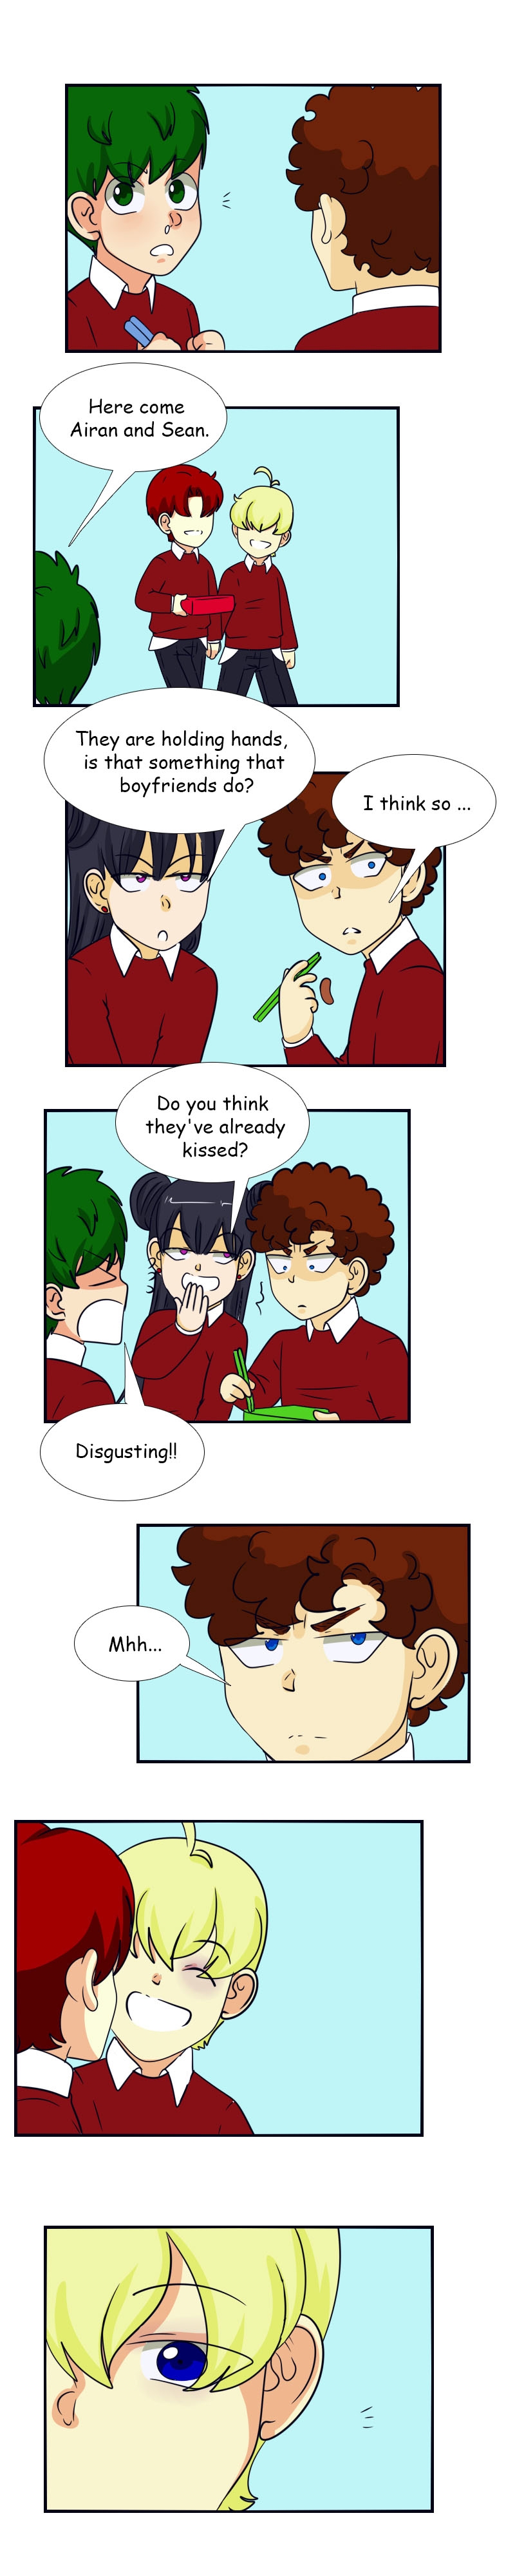 Here come
Airan and Sean.
They are holding hands,
is that something that
boyfriends do?
I think so ...
Do you think
they've already
kissed?
Disgusting!!
Mhh...